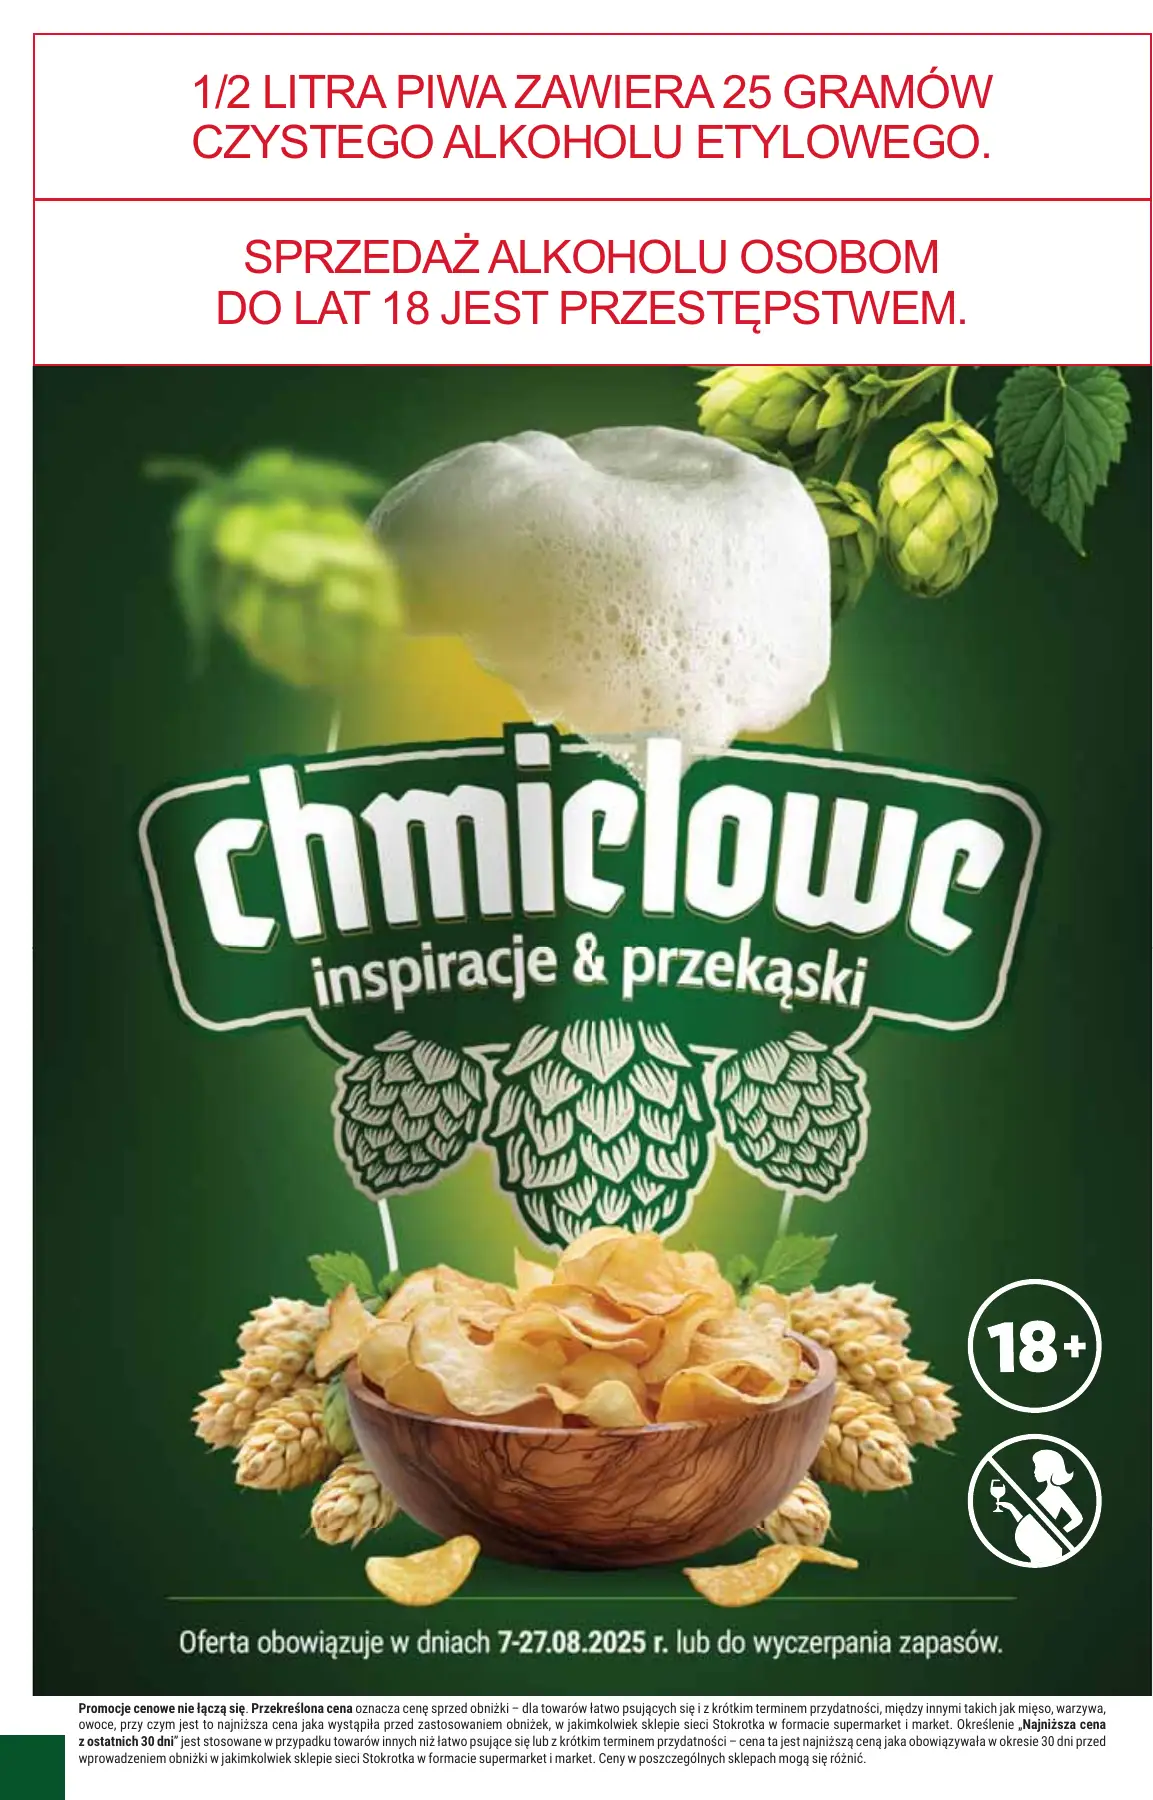 1/2 LITRA PIWA ZAWIERA 25 GRAMÓW
CZYSTEGO ALKOHOLU ETYLOWEGO.
SPRZEDAŻ ALKOHOLU OSOBOM
DO LAT 18 JEST PRZESTĘPSTWEM.
chmielowe
inspiracje & przekąski
18+
Oferta obowiązuje w dniach 7-27.08.2025 r. lub do wyczerpania zapasów.
Promocje cenowe nie łączą się. Przekreślona cena oznacza cenę sprzed obniżki – dla towarów łatwo psujących się i z krótkim terminem przydatności, między innymi takich jak mięso, warzywa,
owoce, przy czym jest to najniższa cena jaka wystąpiła przed zastosowaniem obniżek, w jakimkolwiek sklepie sieci Stokrotka w formacie supermarket i market. Określenie „Najniższa cena
z ostatnich 30 dni” jest stosowane w przypadku towarów innych niż łatwo psujące się lub z krótkim terminem przydatności – cena ta jest najniższą ceną jaka obowiązywała w okresie 30 dni przed
wprowadzeniem obniżki w jakimkolwiek sklepie sieci Stokrotka w formacie supermarket i market. Ceny w poszczególnych sklepach mogą się różnić.